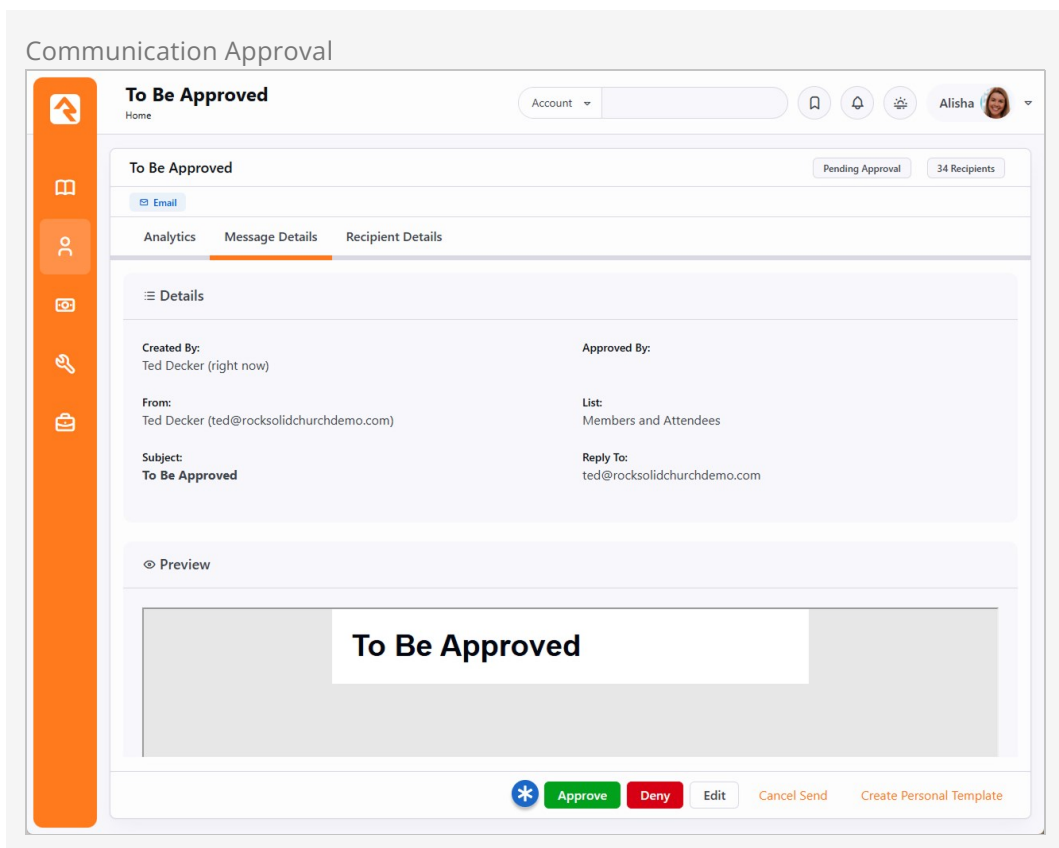 Communication Approval
To Be Approved
Home
Account
Alisha
To Be Approved
Pending Approval
34 Recipients
Email
Analytics Message Details Recipient Details
Details
Created By:
Ted Decker (right now)
Approved By:
From:
Ted Decker (ted@rocksolidchurchdemo.com)
List:
Members and Attendees
Subject:
To Be Approved
Reply To:
ted@rocksolidchurchdemo.com
Preview
To Be Approved
Approve Deny Edit Cancel Send Create Personal Template